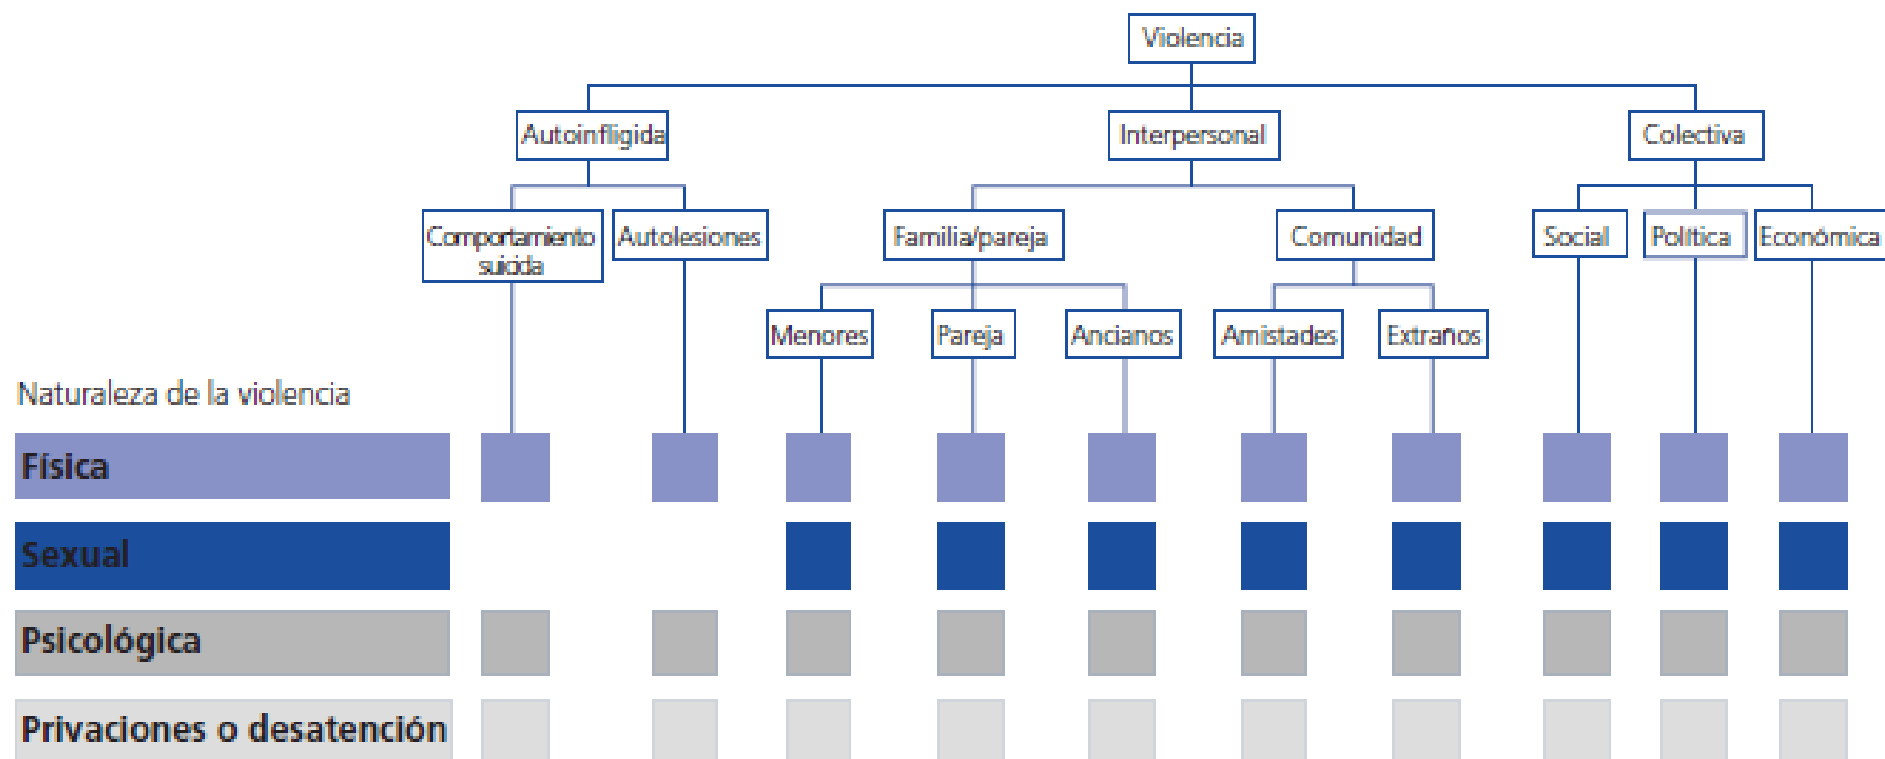 Violencia
Autoinfligida
Interpersonal
Colectiva
Comportamiento
suicida
Autolesiones
Familia/pareja
Comunidad
Social
Política
Económica
Menores
Pareja
Ancianos
Amistades
Extraños
Naturaleza de la violencia
Física
Sexual
Psicológica
Privaciones o desatención